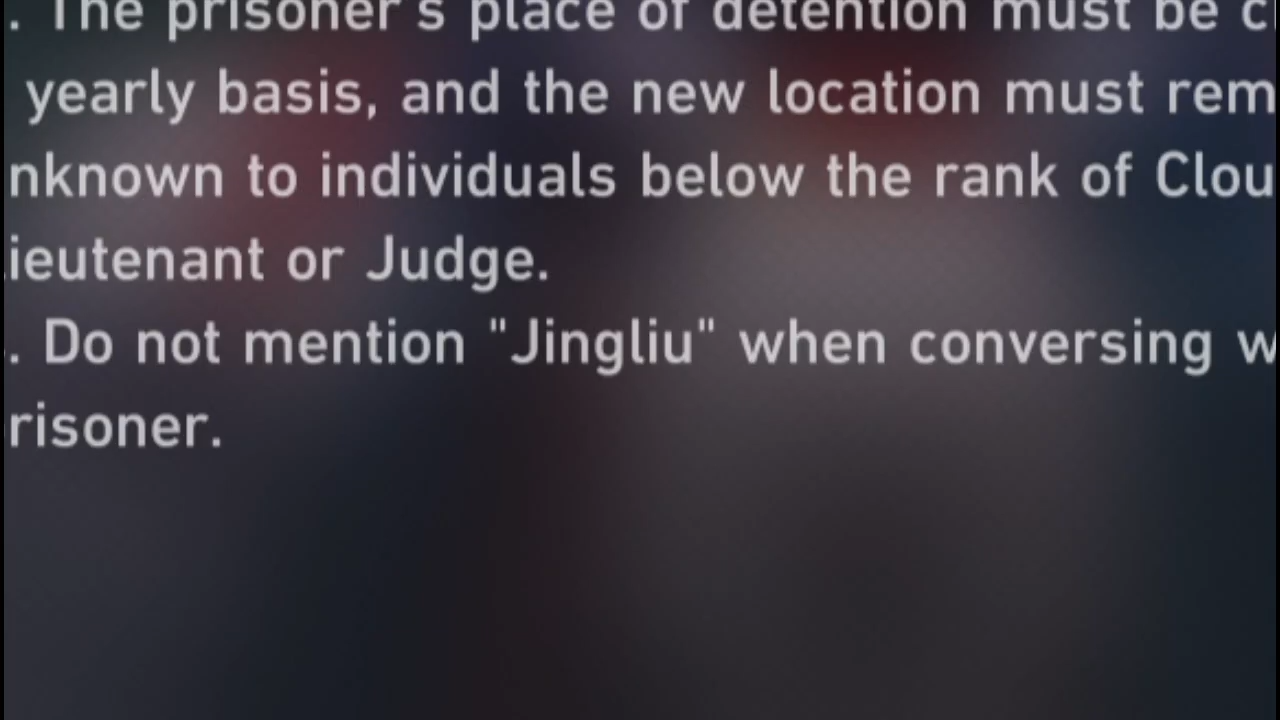 . The prisoner's place of detention must be c
yearly basis, and the new location must rem
nknown to individuals below the rank of Clou
ieutenant or Judge.
. Do not mention "Jingliu" when conversing w
risoner.